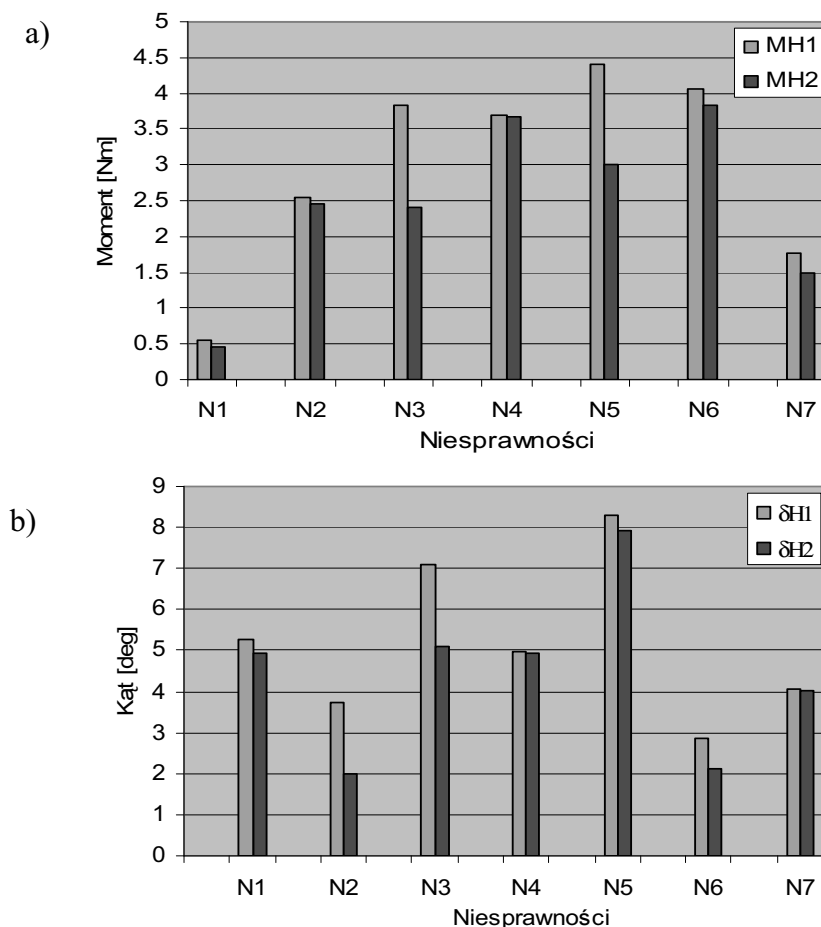 a)
Moment [Nm]
5
4.5
4
3.5
3
2.5
2
1.5
1
0.5
0
MH1
MH2
N1 N2 N3 N4 N5 N6 N7
Niesprawności
b)
Kąt [deg]
9
8
7
6
5
4
3
2
1
0
δH1
δH2
N1 N2 N3 N4 N5 N6 N7
Niesprawności